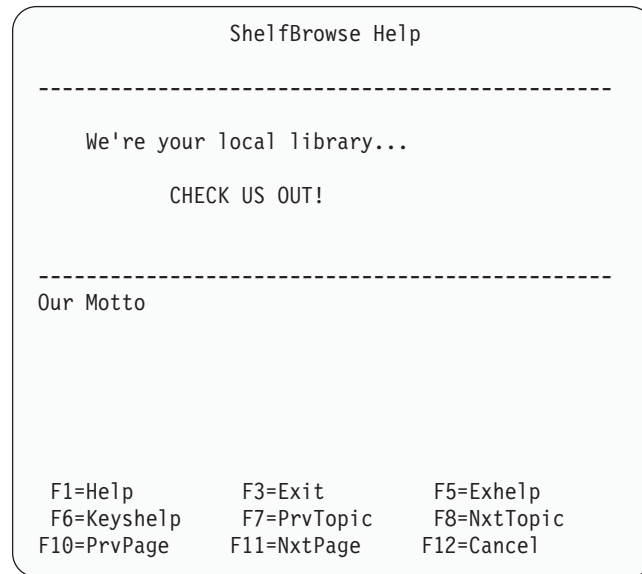 ShelfBrowse Help
------------------------------------------------
We're your local library...
CHECK US OUT!
------------------------------------------------
Our Motto
F1=Help F3=Exit F5=Exhelp
F6=Keyshelp F7=PrvTopic F8=NxtTopic
F10=PrvPage F11=NxtPage F12=Cancel